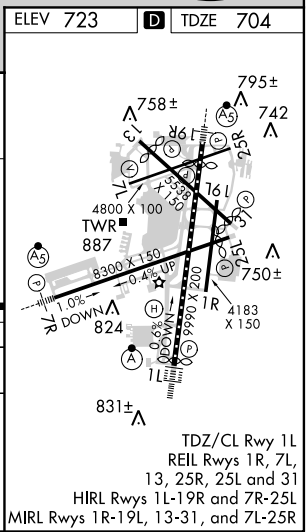 ELEV 723 D TDZE 704
795±
A5
758±
742
13
19R
25R
P
V
P
P
7L
5538 X 150
19L
4800 X 100
31
TWR
887
25L
P
A5
8300 X 150
0.4% UP
750±
P
1.0%
DOWN
7R
824
H
0.6%
DOWN
9990 X 200
1R
4183
X 150
1L
P
A
831±
TDZ/CL Rwy 1L
REIL Rwys 1R, 7L,
13, 25R, 25L and 31
HIRL Rwys 1L-19R and 7R-25L
MIRL Rwys 1R-19L, 13-31, and 7L-25R